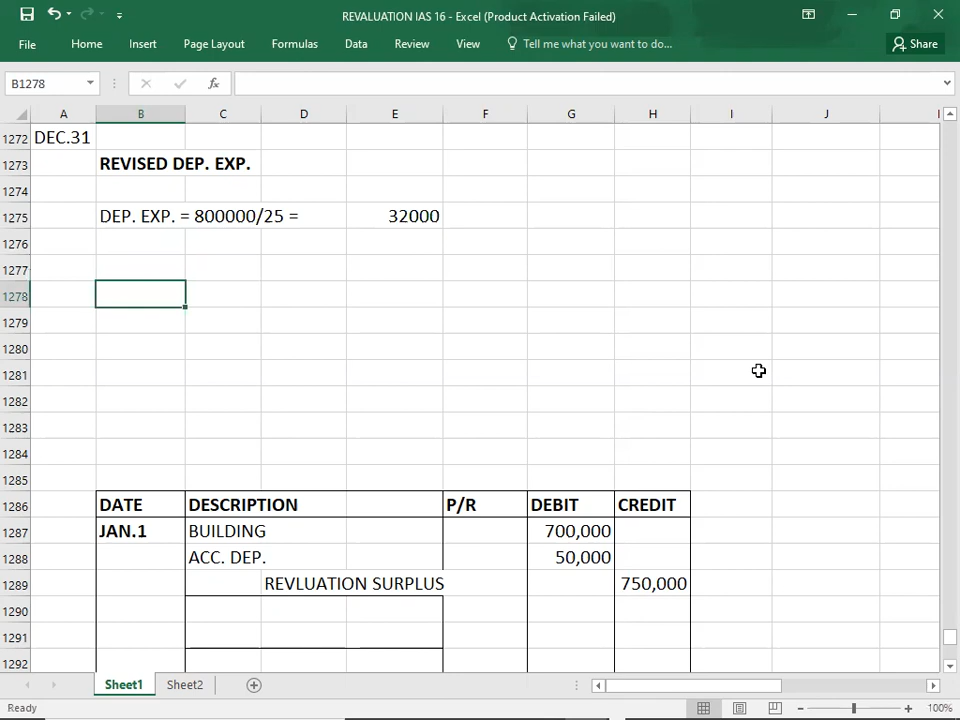 REVALUATION IAS 16 - Excel (Product Activation Failed)
File Home Insert Page Layout Formulas Data Review View Tell me what you want to do... Share
B1278 fx
A B C D E F G H I J
1272 DEC.31
1273 REVISED DEP. EXP.
1274
1275 DEP. EXP. = 800000/25 = 32000
1276
1277
1278
1279
1280
1281
1282
1283
1284
1285
1286 DATE DESCRIPTION P/R DEBIT CREDIT
1287 JAN.1 BUILDING 700,000
1288 ACC. DEP. 50,000
1289 REVLUATION SURPLUS 750,000
1290
1291
1292
Sheet1 Sheet2
Ready 100%